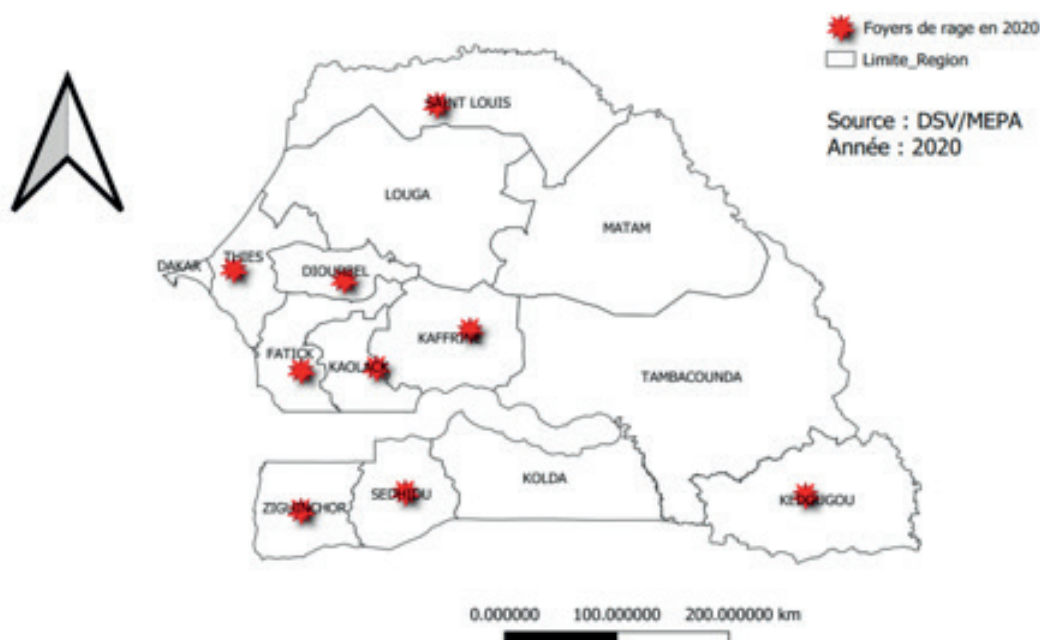 Foyers de rage en 2020
Limite_Region
Source : DSV/MEPA
Année : 2020
SAINT LOUIS
LOUGA
MATAM
DAKAR
THIES
DIOURBEL
FATICK
KAOLACK
KAFFRINE
TAMBACOUNDA
ZIGUINCHOR
SEDHIOU
KOLDA
KEDOUGOU
0.000000 100.000000 200.000000 km